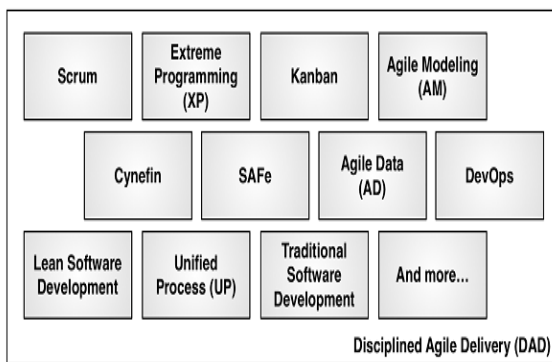 Scrum
Extreme
Programming
(XP)
Kanban
Agile Modeling
(AM)
Cynefin
SAFe
Agile Data
(AD)
DevOps
Lean Software
Development
Unified
Process (UP)
Traditional
Software
Development
And more...
Disciplined Agile Delivery (DAD)